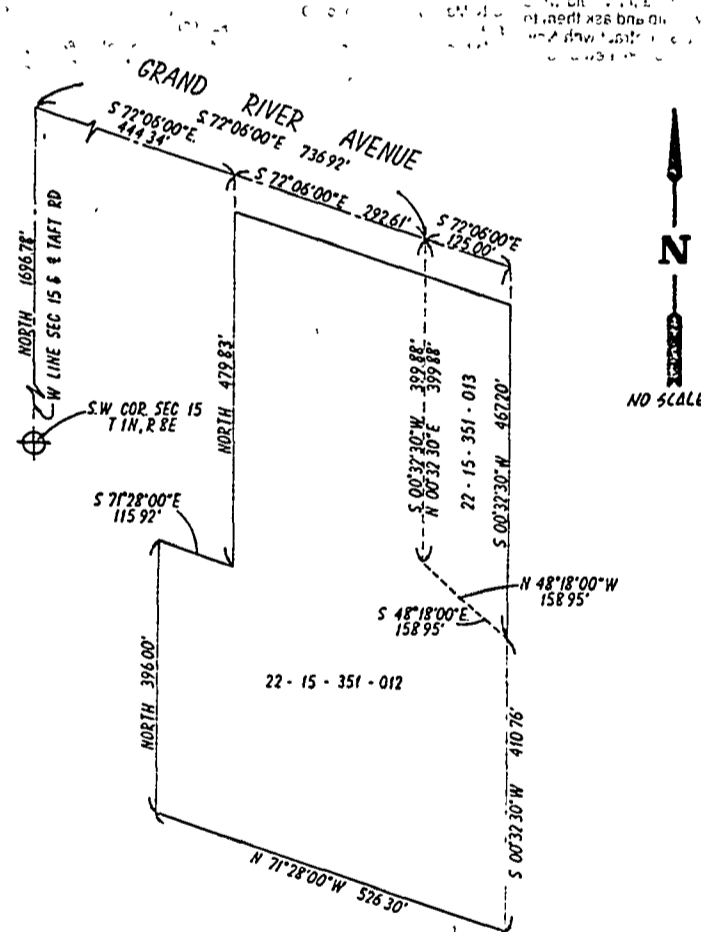 GRAND RIVER AVENUE
S 72°06'00"E.
444.34'
S 72°06'00"E 736.92'
S 72°06'00"E 292.61'
S 72°06'00"E
125.00'
NORTH 1696.78'
W LINE SEC 15 & ℄ TAFT RD
S.W. COR. SEC 15
T 1N, R 8E
NORTH 479.83'
S 00°32'30"W 399.88'
N 00°32'30"E 399.88'
22 - 15 - 351 - 013
S 00°32'30"W 467.20'
N
NO SCALE
S 71°28'00"E
115.92'
N 48°18'00"W
158.95'
S 48°18'00"E
158.95'
NORTH 396.00'
22 - 15 - 351 - 012
S 00°32'30"W 410.76'
N 71°28'00"W 526.30'